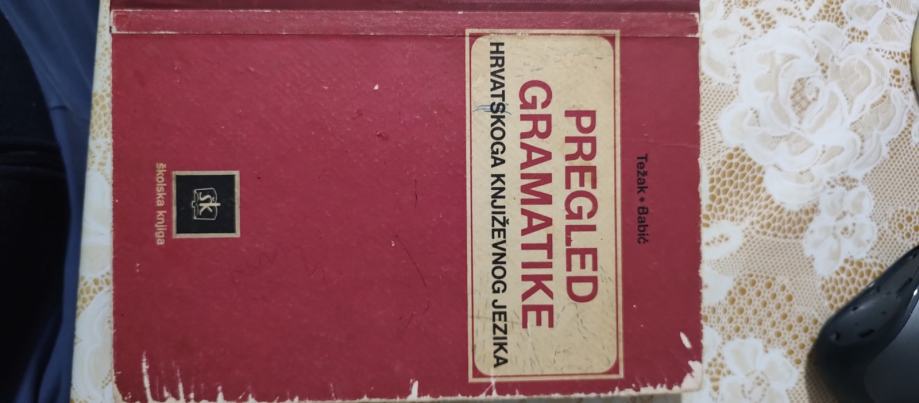 Težak • Babić
PREGLED
GRAMATIKE
HRVATSKOGA KNJIŽEVNOG JEZIKA
šk
školska knjiga